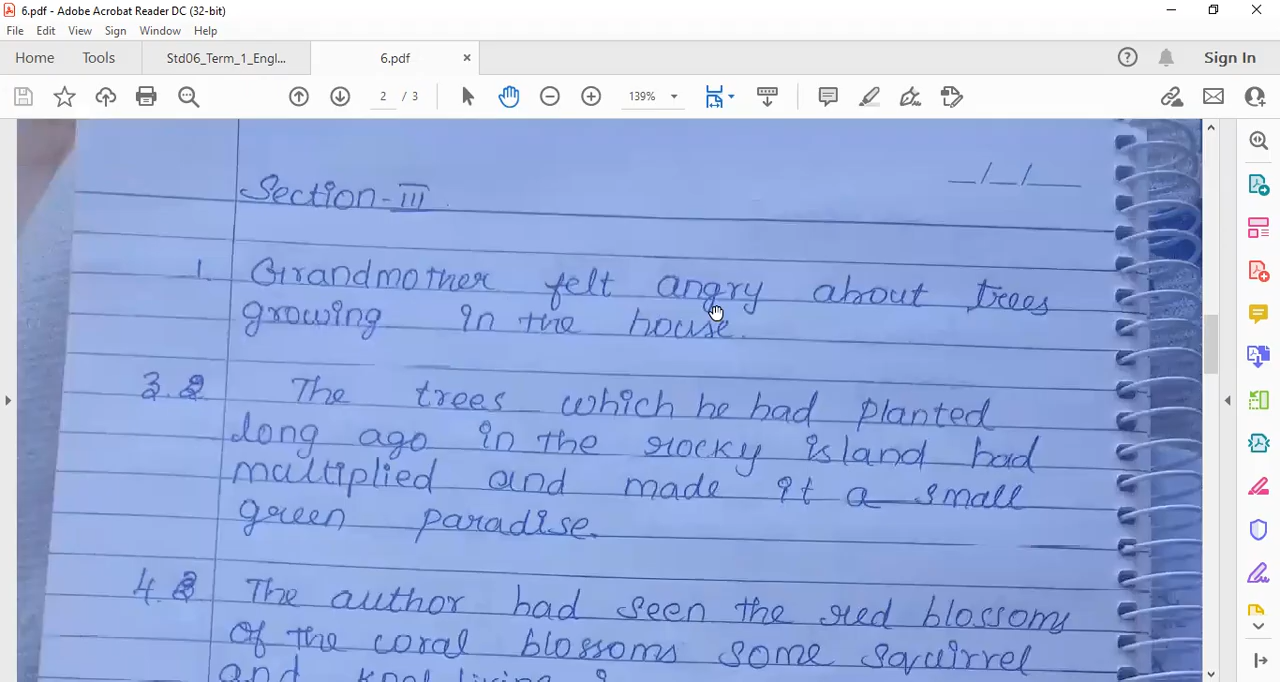 6.pdf - Adobe Acrobat Reader DC (32-bit)
File Edit View Sign Window Help
Home Tools Std06_Term_1_Engl... 6.pdf × Sign In
2 / 3 139%
_/_/_
Section-III
1. Grandmother felt angry about trees
growing in the house.
3. 2 The trees which he had planted
long ago in the rocky island had
multiplied and made it a small
green paradise.
4. 3 The author had seen the red blossoms
of the coral blossoms some squirrel
and